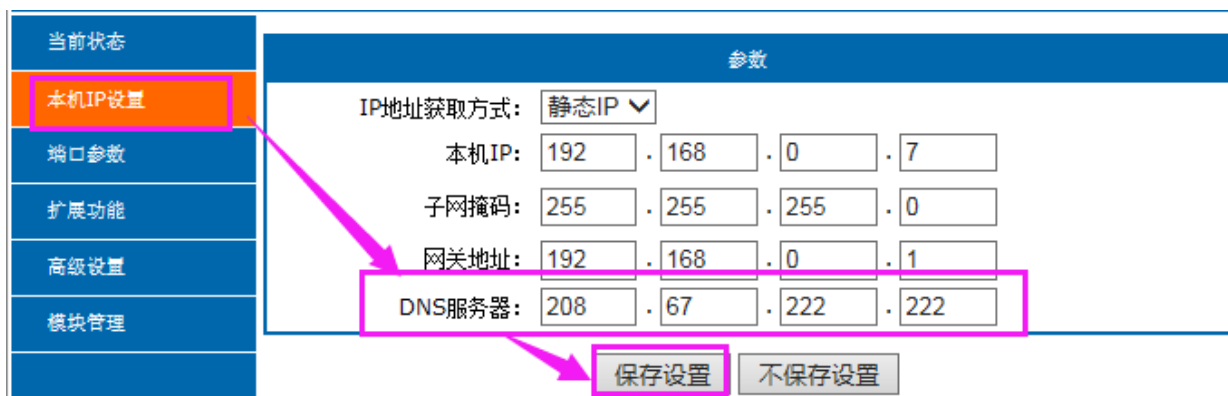 当前状态
本机IP设置
端口参数
扩展功能
高级设置
模块管理
参数
IP地址获取方式： 静态IP
本机IP： 192 . 168 . 0 . 7
子网掩码： 255 . 255 . 255 . 0
网关地址： 192 . 168 . 0 . 1
DNS服务器： 208 . 67 . 222 . 222
保存设置 不保存设置